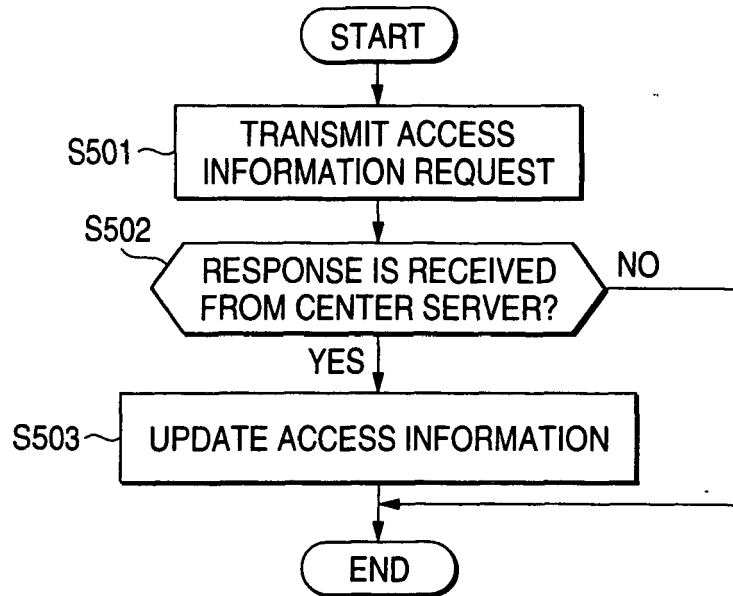 START
S501
TRANSMIT ACCESS
INFORMATION REQUEST
S502
RESPONSE IS RECEIVED
FROM CENTER SERVER?
NO
YES
S503
UPDATE ACCESS INFORMATION
END